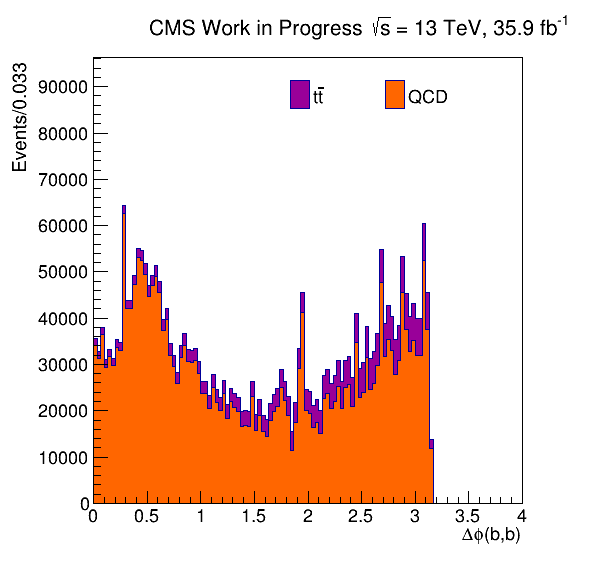 CMS Work in Progress √s = 13 TeV, 35.9 fb⁻¹
Events/0.033
90000
80000
70000
60000
50000
40000
30000
20000
10000
0
tt̄ QCD
0 0.5 1 1.5 2 2.5 3 3.5 4
Δϕ(b,b)